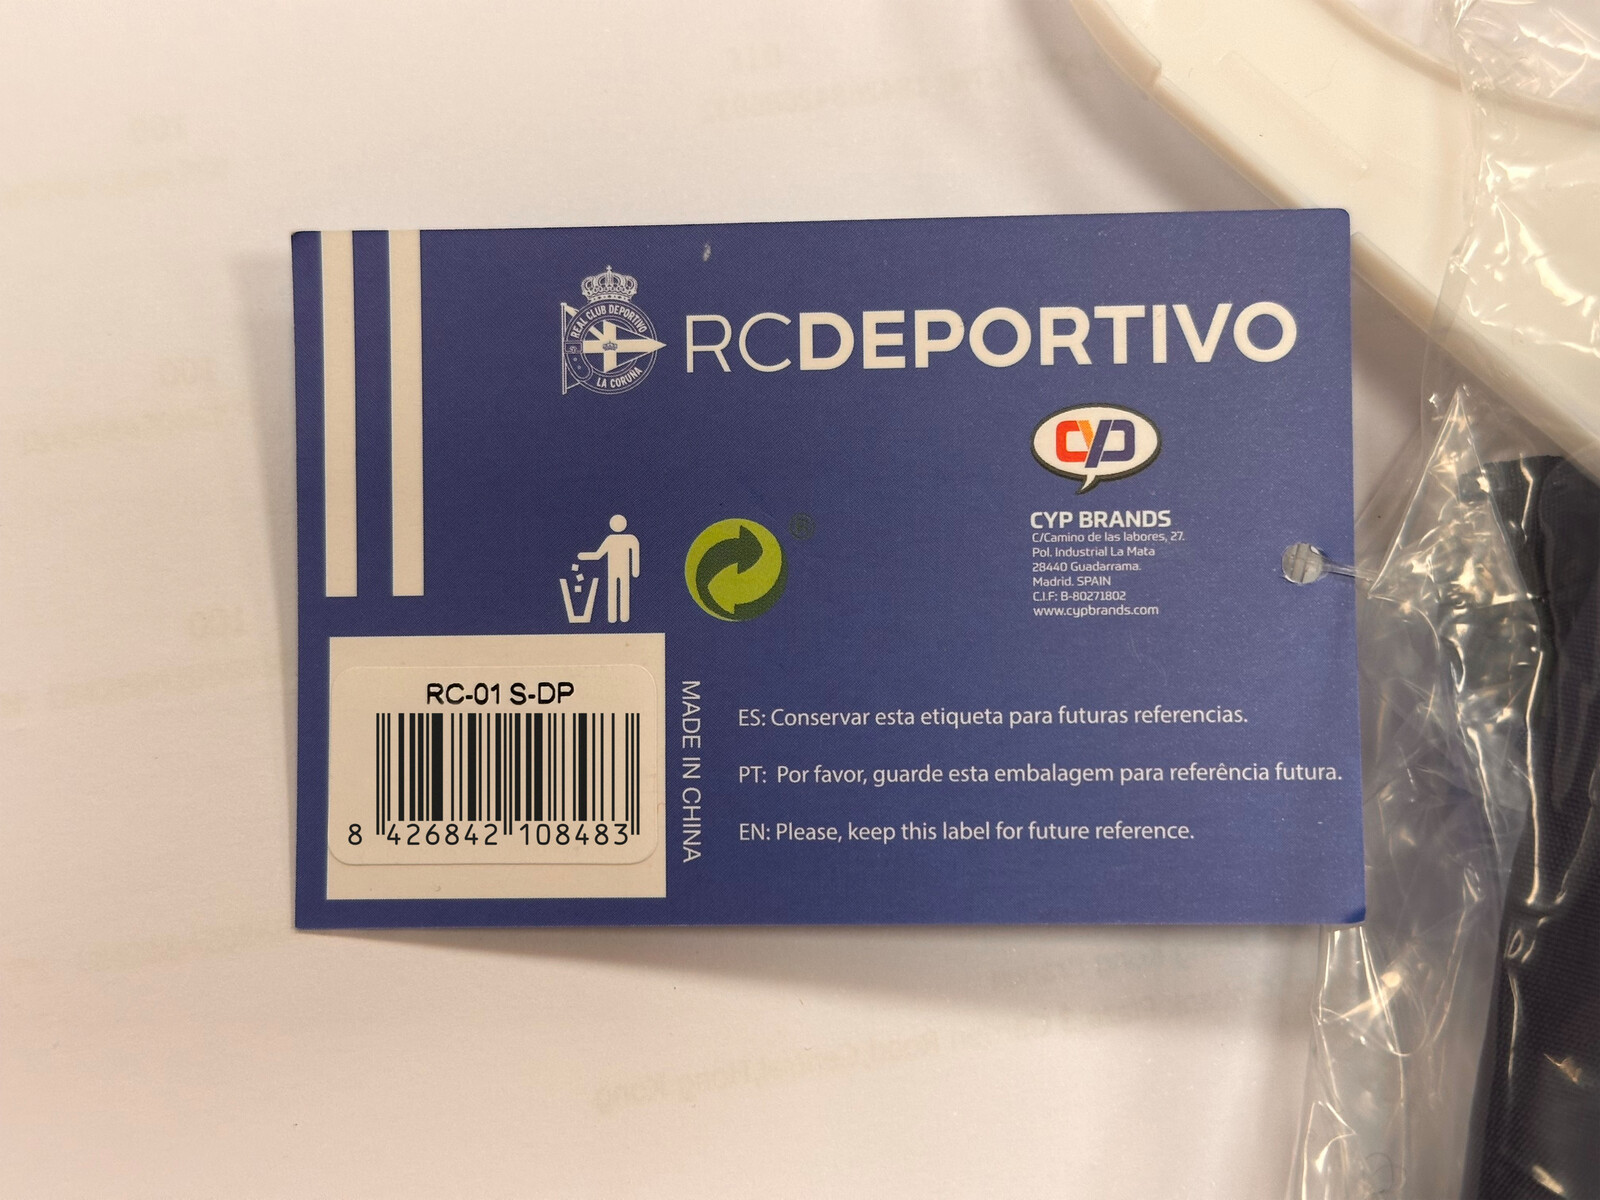 REAL CLUB DEPORTIVO
LA CORUÑA
RCDEPORTIVO
CYP
CYP BRANDS
C/Camino de las labores, 27.
Pol. Industrial La Mata
28440 Guadarrama.
Madrid. SPAIN
C.I.F: B-80271802
www.cypbrands.com
®
RC-01 S-DP
8 426842 108483
MADE IN CHINA
ES: Conservar esta etiqueta para futuras referencias.
PT: Por favor, guarde esta embalagem para referência futura.
EN: Please, keep this label for future reference.